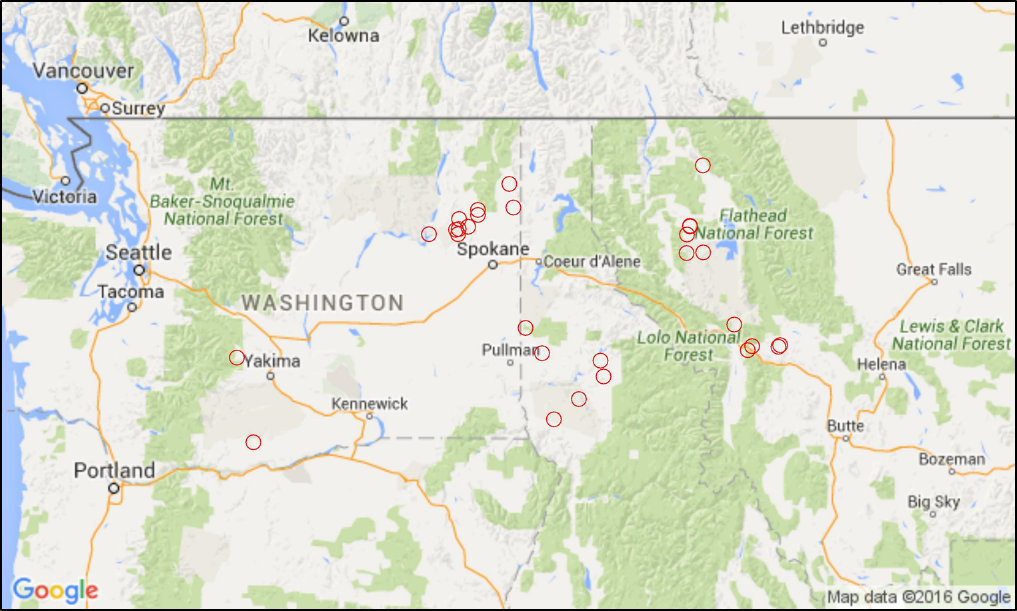 Kelowna
Lethbridge
Vancouver
Surrey
Victoria
Mt.
Baker-Snoqualmie
National Forest
Flathead
National Forest
Seattle
Spokane
Coeur d'Alene
Great Falls
Tacoma
WASHINGTON
Lewis & Clark
National Forest
Lolo National
Forest
Pullman
Yakima
Helena
Kennewick
Butte
Portland
Bozeman
Big Sky
Google
Map data ©2016 Google